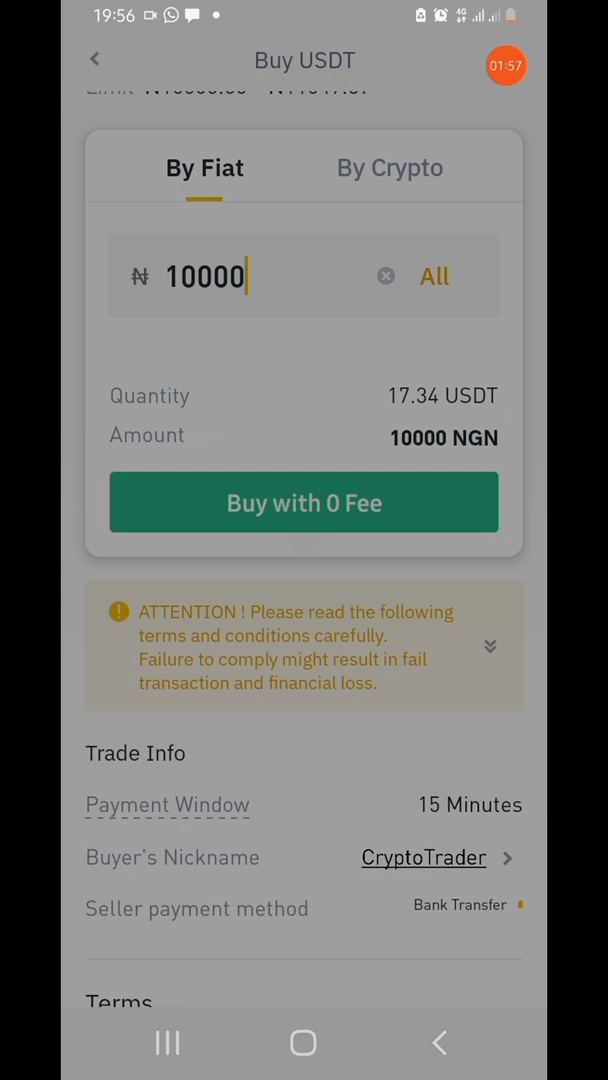 19:56
4G
Buy USDT
01:57
By Fiat
By Crypto
₦ 10000
All
Quantity
17.34 USDT
Amount
10000 NGN
Buy with 0 Fee
ATTENTION ! Please read the following
terms and conditions carefully.
Failure to comply might result in fail
transaction and financial loss.
Trade Info
Payment Window
15 Minutes
Buyer's Nickname
CryptoTrader
Seller payment method
Bank Transfer
Terms